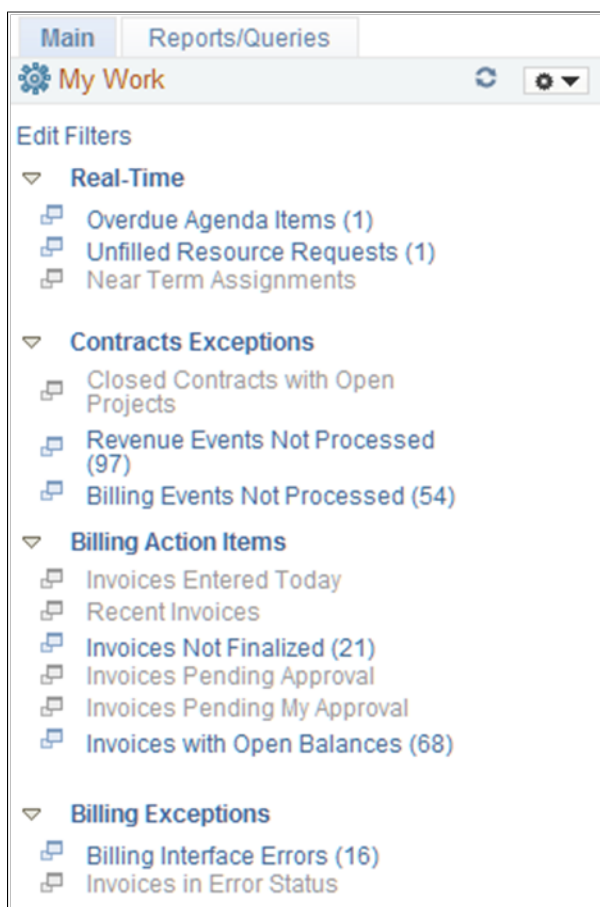 Main
Reports/Queries
My Work
Edit Filters
Real-Time
Overdue Agenda Items (1)
Unfilled Resource Requests (1)
Near Term Assignments
Contracts Exceptions
Closed Contracts with Open
Projects
Revenue Events Not Processed
(97)
Billing Events Not Processed (54)
Billing Action Items
Invoices Entered Today
Recent Invoices
Invoices Not Finalized (21)
Invoices Pending Approval
Invoices Pending My Approval
Invoices with Open Balances (68)
Billing Exceptions
Billing Interface Errors (16)
Invoices in Error Status